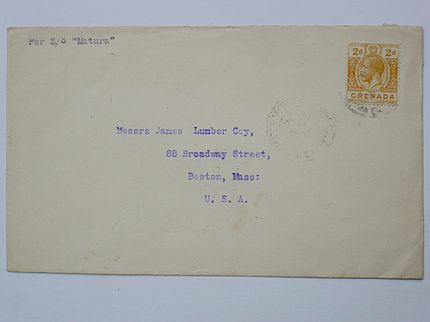 Per S/S "Matura"
2d 2d
GRENADA
Messrs James Lumber Coy,
88 Broadway Street,
Boston, Mass:
U. S. A.